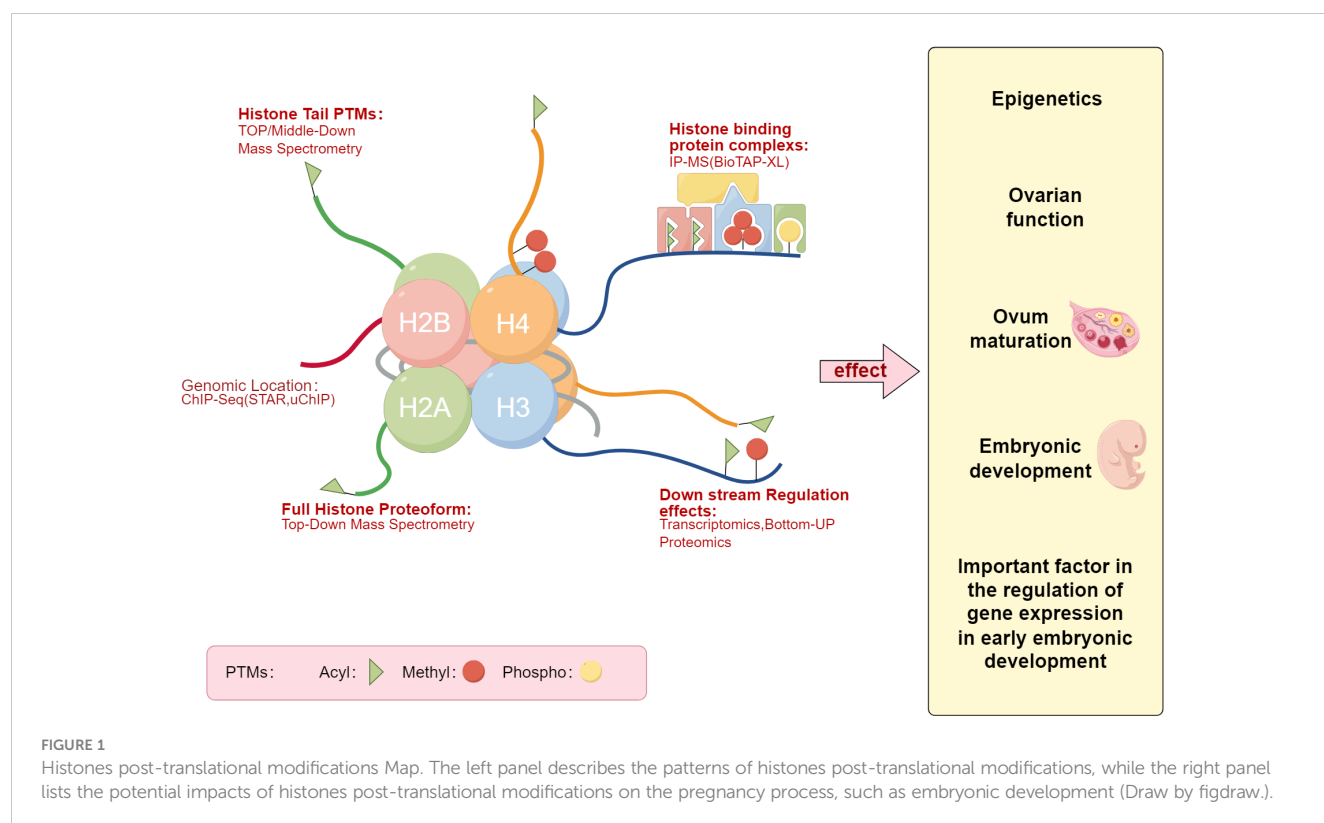 Histone Tail PTMs:
TOP/Middle-Down
Mass Spectrometry
Histone binding
protein complexs:
IP-MS(BioTAP-XL)
H2B
H4
H2A
H3
Genomic Location:
ChIP-Seq(STAR,uChIP)
Full Histone Proteoform:
Top-Down Mass Spectrometry
Down stream Regulation
effects:
Transcriptomics,Bottom-UP
Proteomics
effect
Epigenetics
Ovarian
function
Ovum
maturation
Embryonic
development
Important factor in
the regulation of
gene expression
in early embryonic
development
PTMs: Acyl: Methyl: Phospho:
FIGURE 1
Histones post-translational modifications Map. The left panel describes the patterns of histones post-translational modifications, while the right panel
lists the potential impacts of histones post-translational modifications on the pregnancy process, such as embryonic development (Draw by figdraw.).